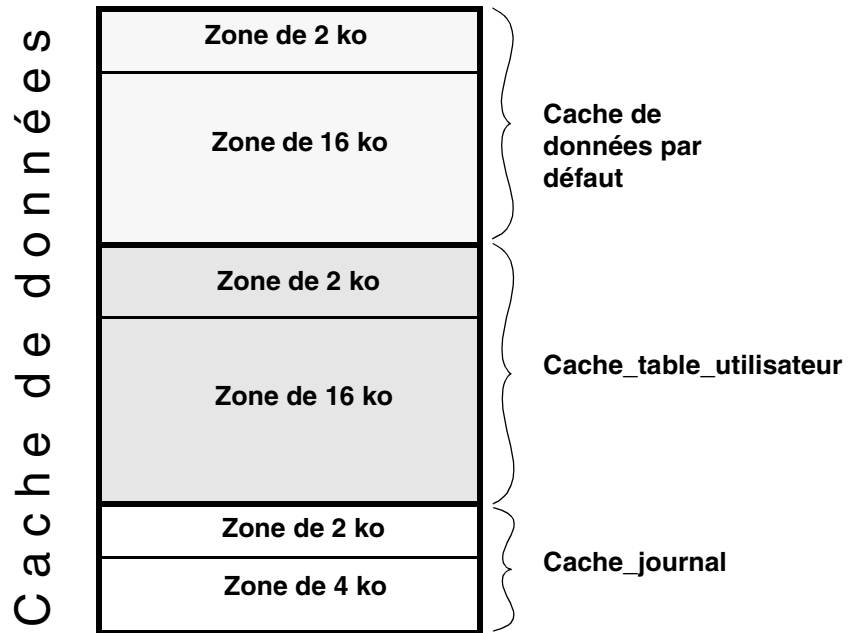 Cache de données
Zone de 2 ko
Zone de 16 ko
Cache de
données par
défaut
Zone de 2 ko
Zone de 16 ko
Cache_table_utilisateur
Zone de 2 ko
Zone de 4 ko
Cache_journal